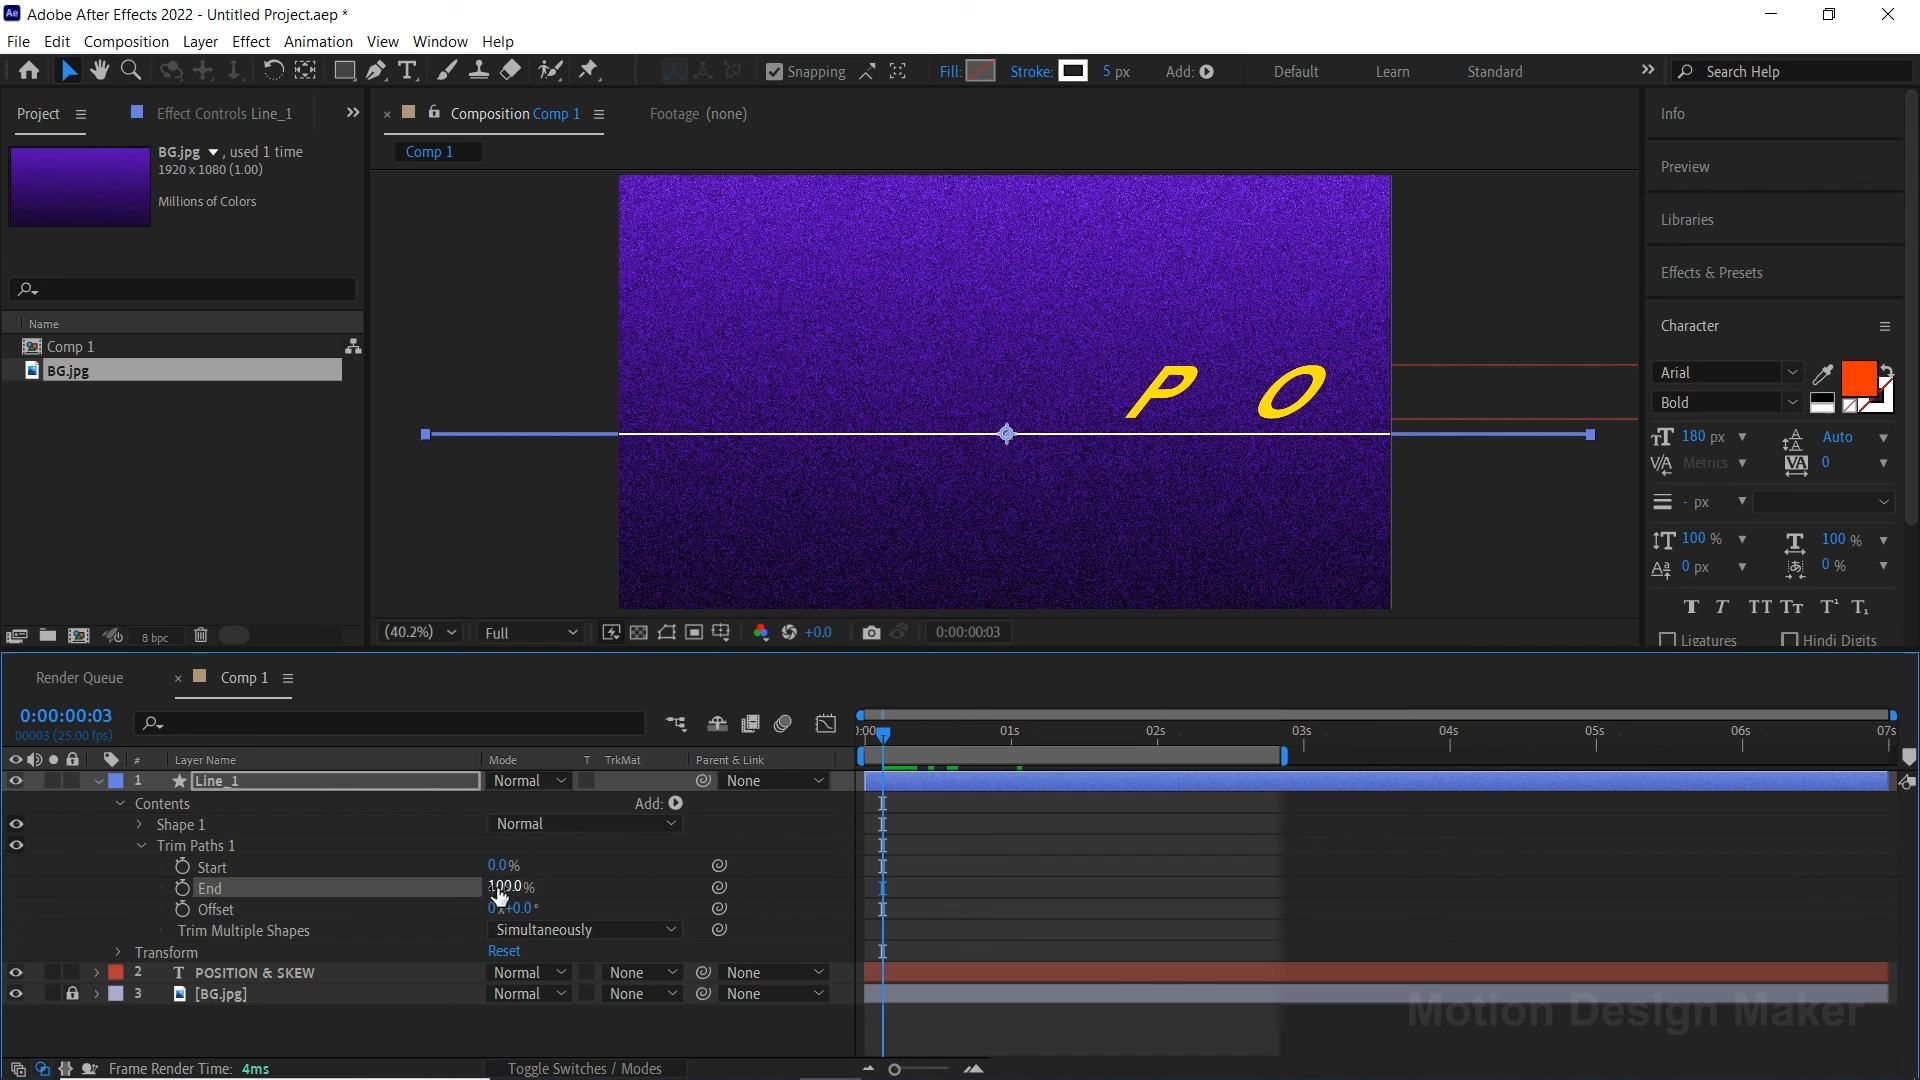 Adobe After Effects 2022 - Untitled Project.aep *
File Edit Composition Layer Effect Animation View Window Help
Snapping Fill: Stroke: 5 px Add: Default Learn Standard Search Help
Project Effect Controls Line_1 Composition Comp 1 Footage (none)
BG.jpg , used 1 time
1920 x 1080 (1.00)
Millions of Colors
Comp 1
Name
Comp 1
BG.jpg
8 bpc
P O
(40.2%) Full +0.0 0:00:00:03
Info
Preview
Libraries
Effects & Presets
Character
Arial
Bold
180 px Auto
Metrics 0
- px
100 % 100 %
0 px 0 %
T T TT Tт T¹ T₁
Ligatures Hindi Digits
Render Queue Comp 1
0:00:00:03
00003 (25.00 fps)
# Layer Name Mode T TrkMat Parent & Link
01s 02s 03s 04s 05s 06s 07s
1 Line_1 Normal None
Contents Add:
Shape 1 Normal
Trim Paths 1
Start 0.0%
End 100.0%
Offset 0x+0.0°
Trim Multiple Shapes Simultaneously
Transform Reset
2 T POSITION & SKEW Normal None None
3 [BG.jpg] Normal None None
Motion Design Maker
Frame Render Time: 4ms Toggle Switches / Modes